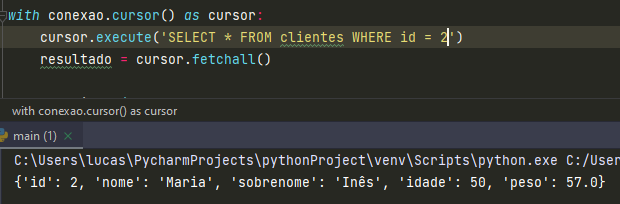 with conexao.cursor() as cursor:
cursor.execute('SELECT * FROM clientes WHERE id = 2')
resultado = cursor.fetchall()
with conexao.cursor() as cursor
main (1) ×
C:\Users\lucas\PycharmProjects\pythonProject\venv\Scripts\python.exe C:/User
{'id': 2, 'nome': 'Maria', 'sobrenome': 'Inês', 'idade': 50, 'peso': 57.0}